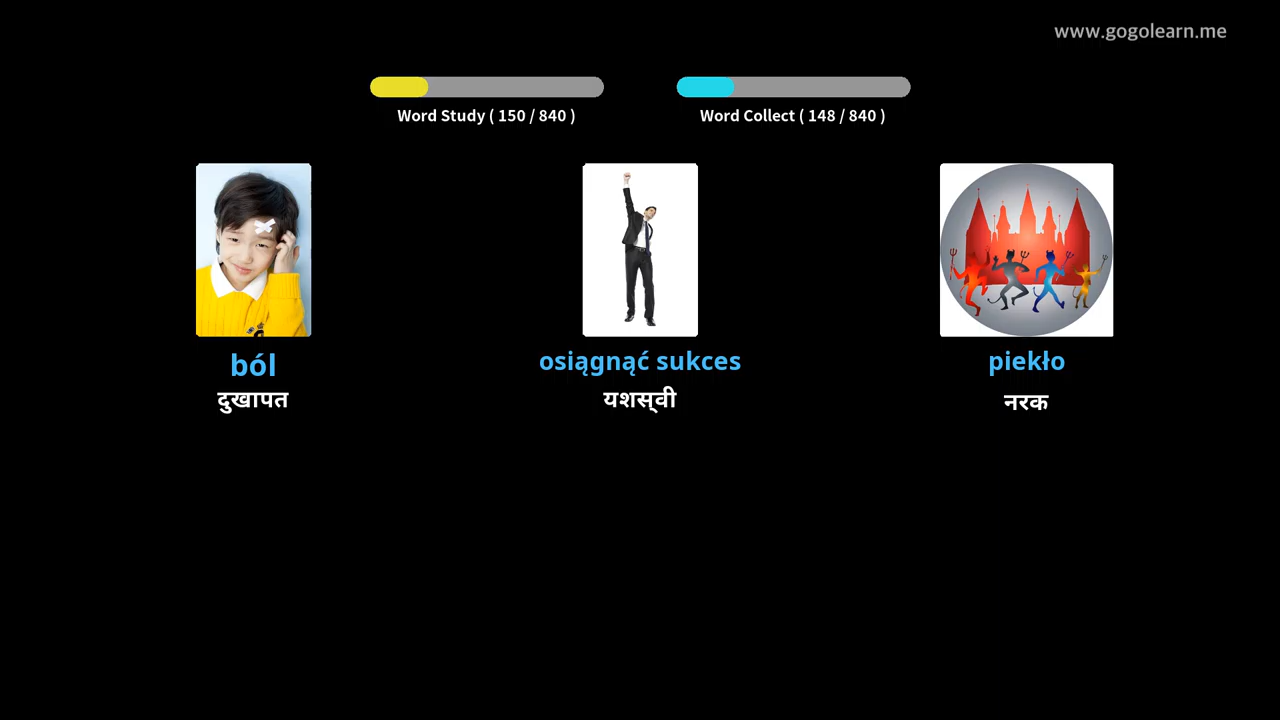 www.gogolearn.me
Word Study ( 150 / 840 )
Word Collect ( 148 / 840 )
ból
osiągnąć sukces
piekło
दुखापत
यशस्‌वी
नरक